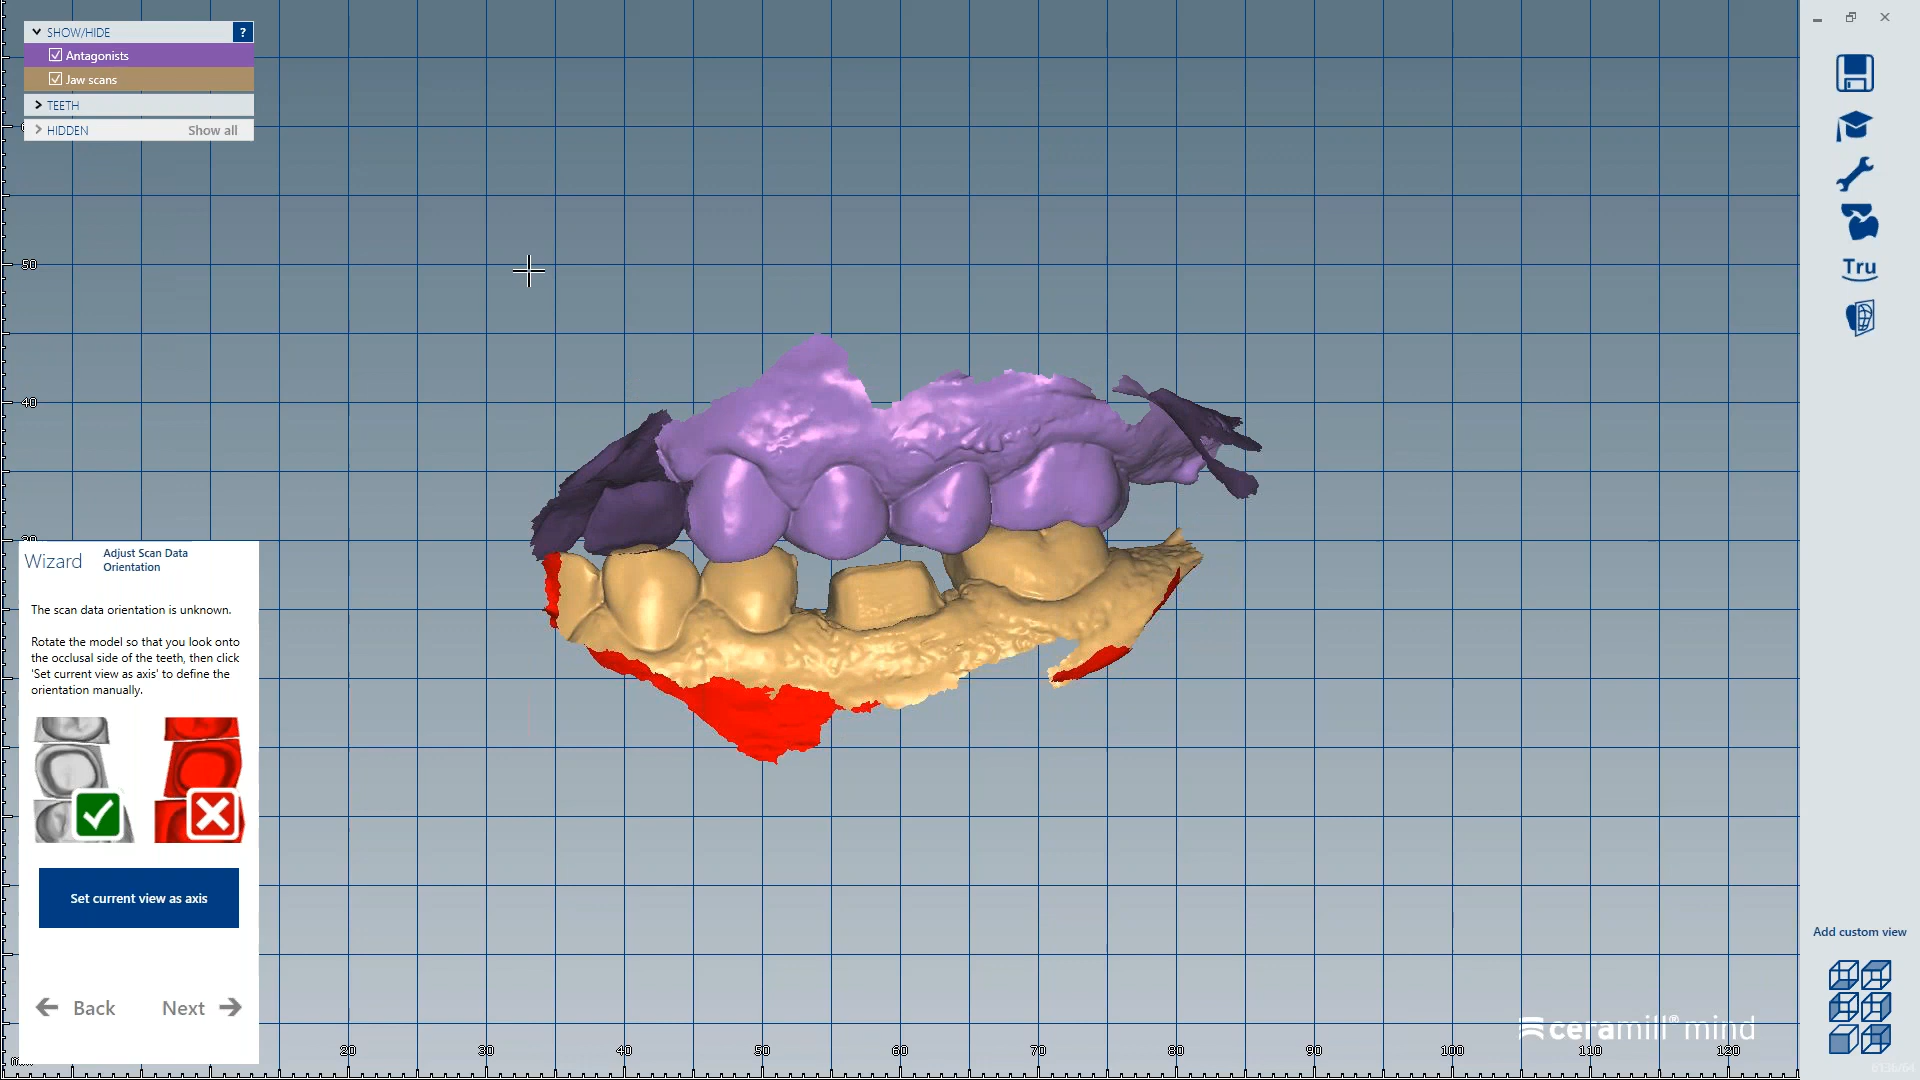 SHOW/HIDE
?
Antagonists
Jaw scans
TEETH
HIDDEN
Show all
50
40
Wizard
Adjust Scan Data
Orientation
The scan data orientation is unknown.
Rotate the model so that you look onto
the occlusal side of the teeth, then click
'Set current view as axis' to define the
orientation manually.
Set current view as axis
Back
Next
20
30
40
50
60
70
80
90
100
110
120
Tru
Add custom view
ceramill® mind